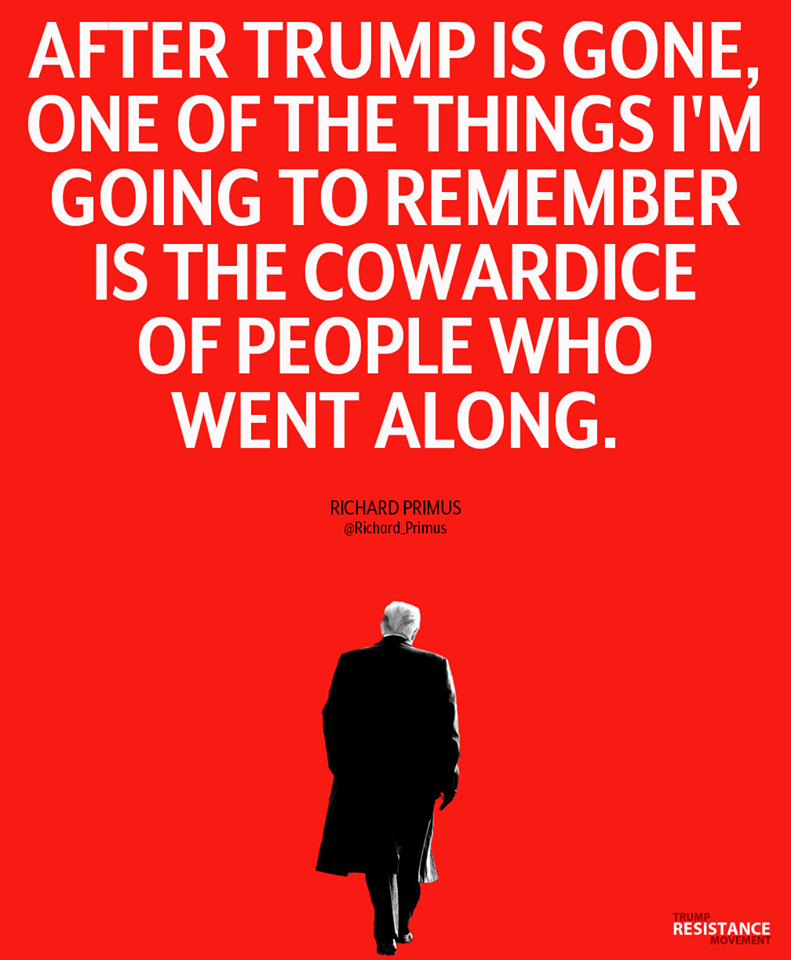 AFTER TRUMP IS GONE,
ONE OF THE THINGS I'M
GOING TO REMEMBER
IS THE COWARDICE
OF PEOPLE WHO
WENT ALONG.
RICHARD PRIMUS
@Richard_Primus
TRUMP
RESISTANCE
MOVEMENT